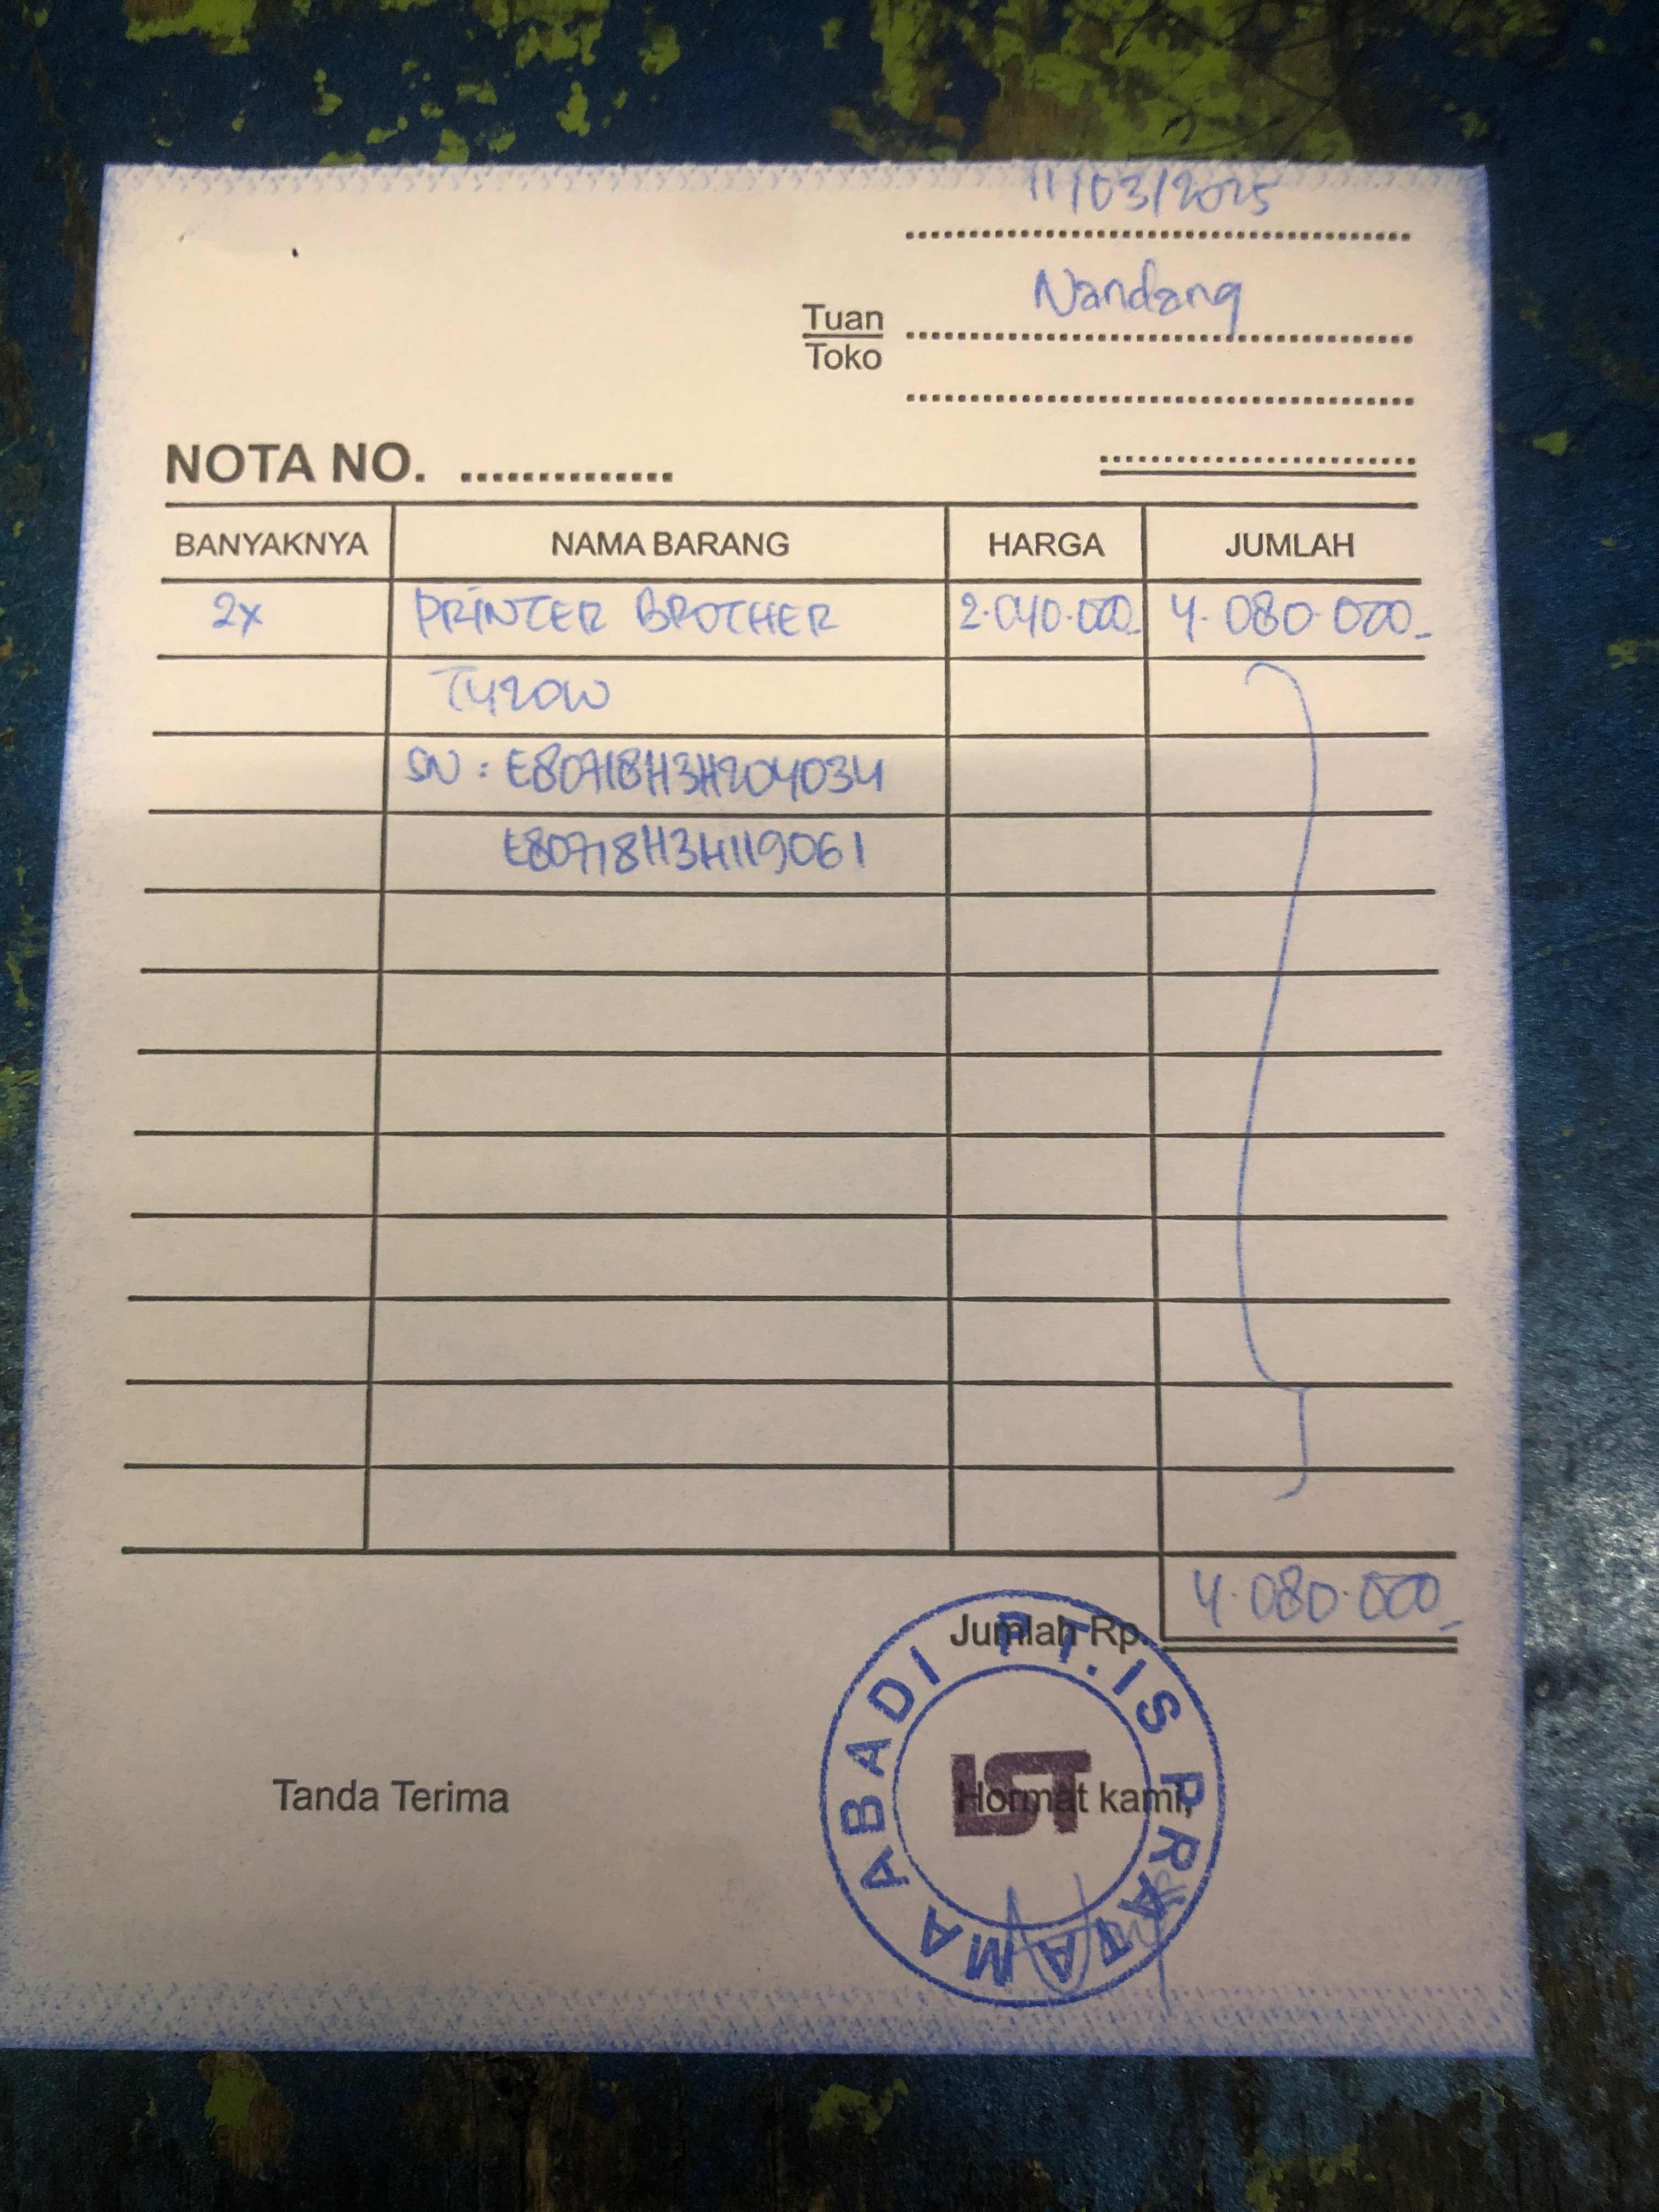 11/03/2025
Nandang
Tuan
Toko
NOTA NO. ..............
BANYAKNYA NAMA BARANG HARGA JUMLAH
2x PRINTER BROTHER 2.040.000 4.080.000
T420W
SN : E80718H3H204034
E80718H3H119061
Jumlah Rp. 4.080.000
Tanda Terima Hormat kami,
PT. IS PRATAMA ABADI
IST